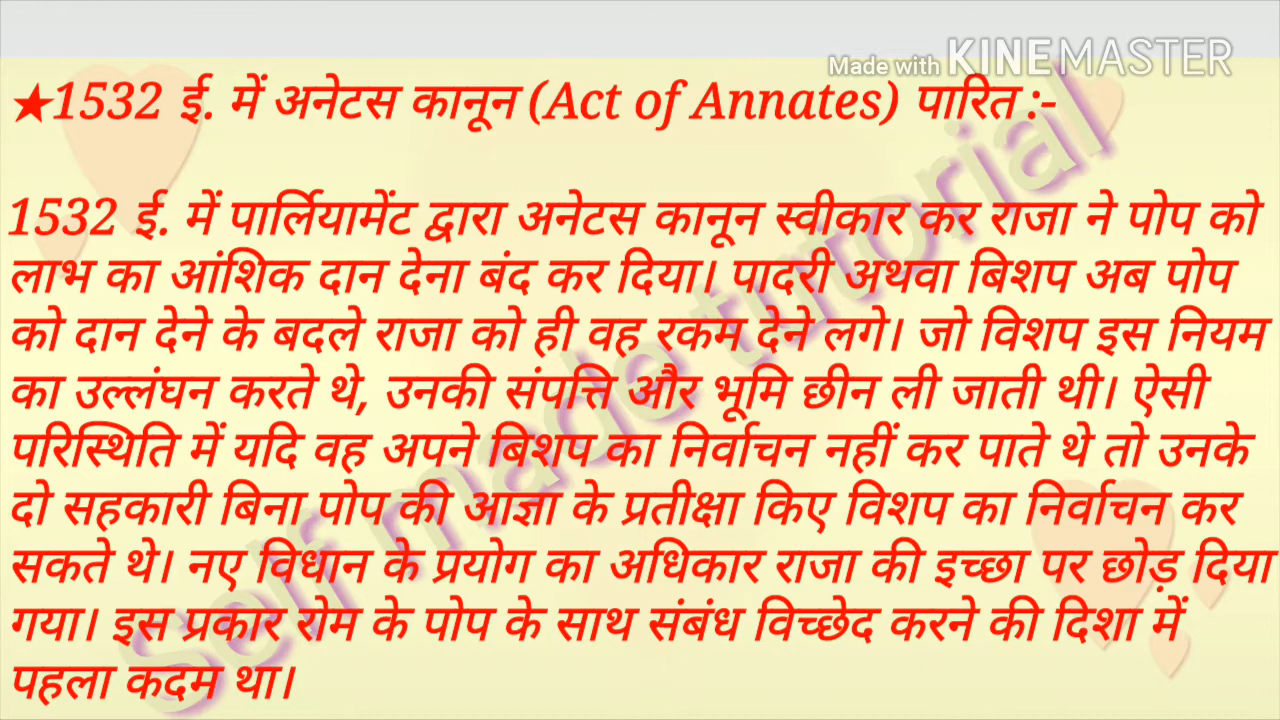 Made with KINEMASTER
★1532 ई. में अनेटस कानून (Act of Annates) पारित :-
1532 ई. में पार्लियामेंट द्वारा अनेटस कानून स्वीकार कर राजा ने पोप को
लाभ का आंशिक दान देना बंद कर दिया। पादरी अथवा बिशप अब पोप
को दान देने के बदले राजा को ही वह रकम देने लगे। जो विशप इस नियम
का उल्लंघन करते थे, उनकी संपत्ति और भूमि छीन ली जाती थी। ऐसी
परिस्थिति में यदि वह अपने बिशप का निर्वाचन नहीं कर पाते थे तो उनके
दो सहकारी बिना पोप की आज्ञा के प्रतीक्षा किए विशप का निर्वाचन कर
सकते थे। नए विधान के प्रयोग का अधिकार राजा की इच्छा पर छोड़ दिया
गया। इस प्रकार रोम के पोप के साथ संबंध विच्छेद करने की दिशा में
पहला कदम था।
Self made tutorial